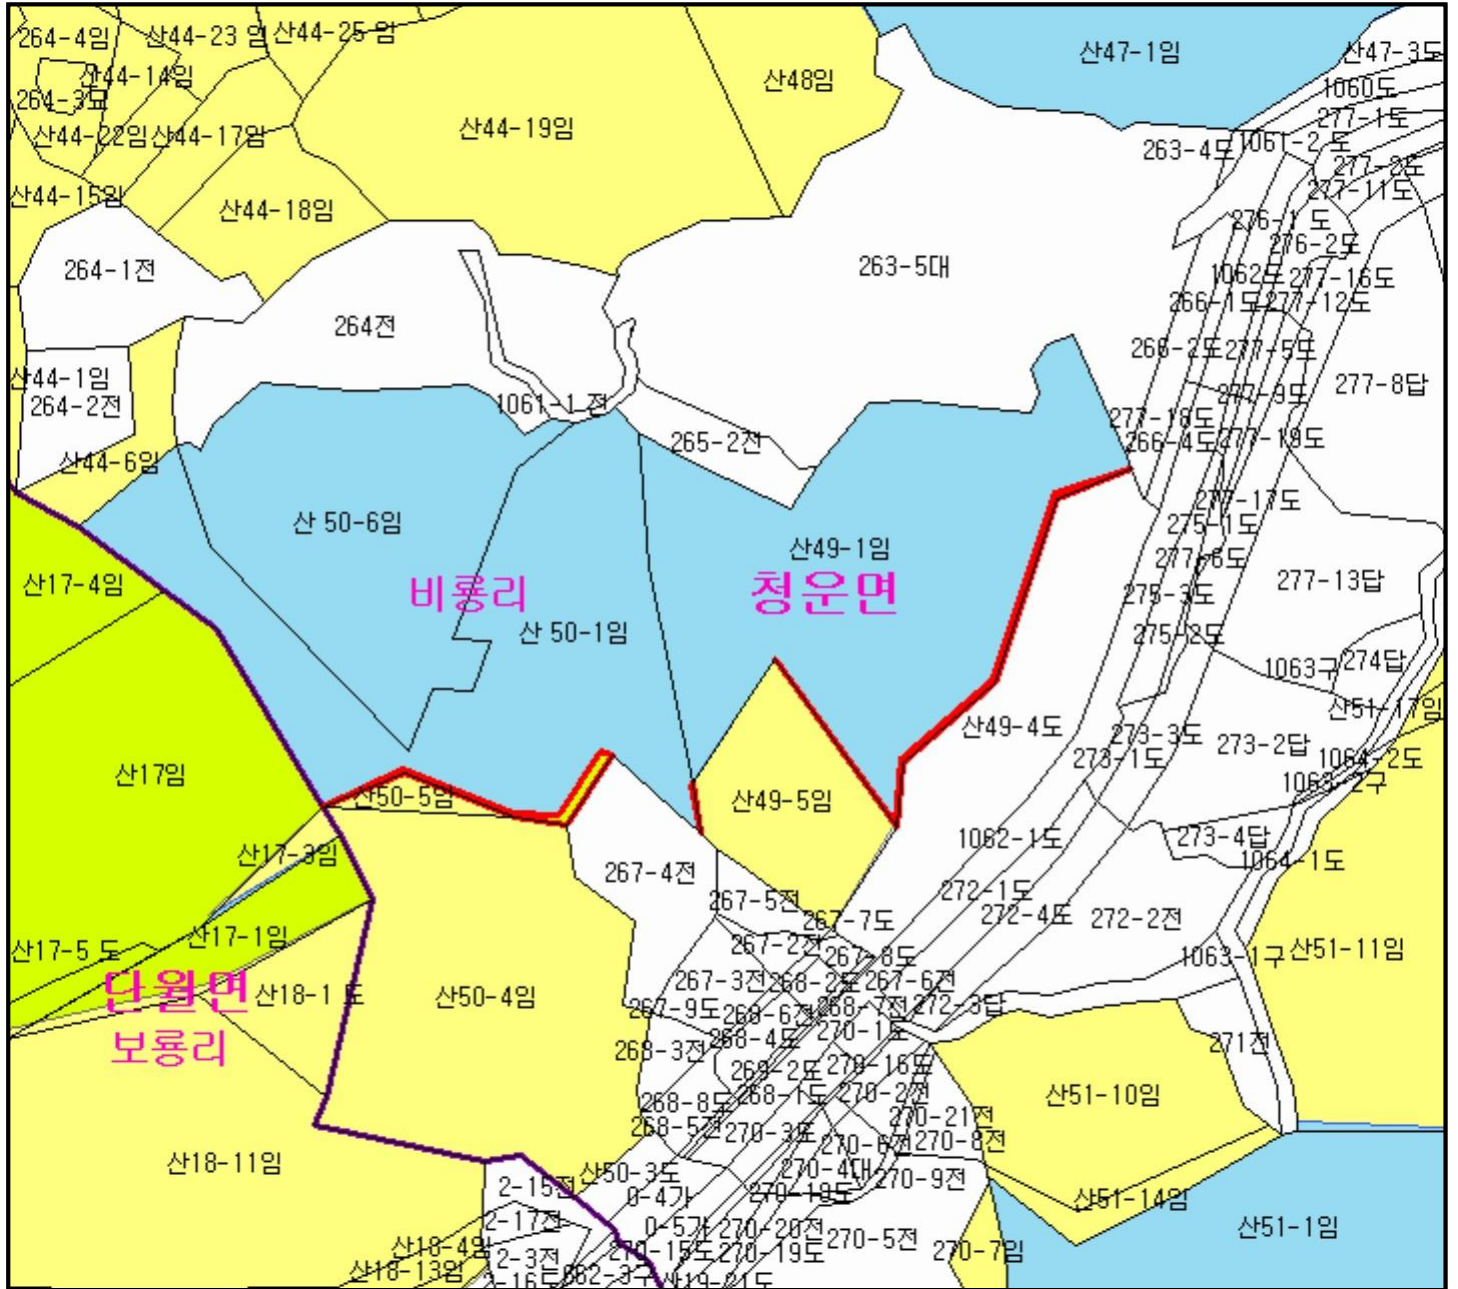 264-4임
산44-23 임
산44-25 임
산47-1임
산47-3도
산44-14임
264-3묘
산48임
1060도
277-1도
산44-22임
산44-17임
산44-19임
263-4도
1061-2 도
277-2도
277-11도
산44-15임
산44-18임
276-1 도
276-2도
264-1전
263-5대
1062도
277-16도
266-1도
277-12도
264전
266-2도
277-5도
산44-1임
264-2전
277-9도
277-8답
1061-1 전
265-2전
277-18도
266-4도
277-19도
산44-6임
277-17도
산 50-6임
산49-1임
275-1도
277-6도
산17-4임
비룡리
청운면
275-3도
277-13답
산 50-1임
275-2도
1063구
274답
산51-17임
산49-4도
273-3도
273-2답
273-1도
1064-2도
1063-2구
산17임
산50-5임
산49-5임
1062-1도
273-4답
1064-1도
산17-3임
267-4전
267-5전
272-1도
272-4도
272-2전
267-7도
산17-1임
산17-5 도
267-2전
267-8도
1063-1구
산51-11임
단월면
산18-1 도
산50-4임
267-3전
268-2도
267-6전
267-9도
268-6전
268-7전
272-3답
보룡리
268-4도
270-1도
271전
268-3전
269-2도
270-16도
268-8도
268-1도
270-2전
산51-10임
268-5전
270-3도
270-21전
270-6전
270-8전
산18-11임
산50-3도
270-4대
270-9전
2-15전
0-4가
270-18도
산51-14임
2-17전
0-5가
270-20전
270-5전
산51-1임
산18-4임
2-3전
270-15도
270-19도
270-7임
산18-13임
2-16도
산19-21도